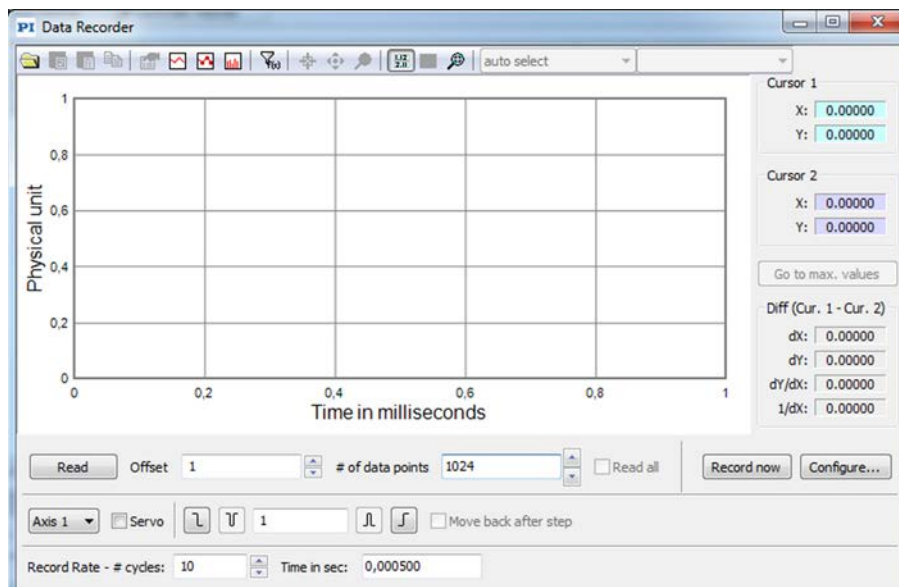 PI Data Recorder
f(x) 1/2 2.0 auto select
Cursor 1
X: 0.00000
Y: 0.00000
Cursor 2
X: 0.00000
Y: 0.00000
Go to max. values
Diff (Cur. 1 - Cur. 2)
dX: 0.00000
dY: 0.00000
dY/dX: 0.00000
1/dX: 0.00000
Physical unit
1
0,8
0,6
0,4
0,2
0
0 0,2 0,4 0,6 0,8 1
Time in milliseconds
Read Offset 1 # of data points 1024 Read all Record now Configure...
Axis 1 Servo 1 Move back after step
Record Rate - # cycles: 10 Time in sec: 0,000500